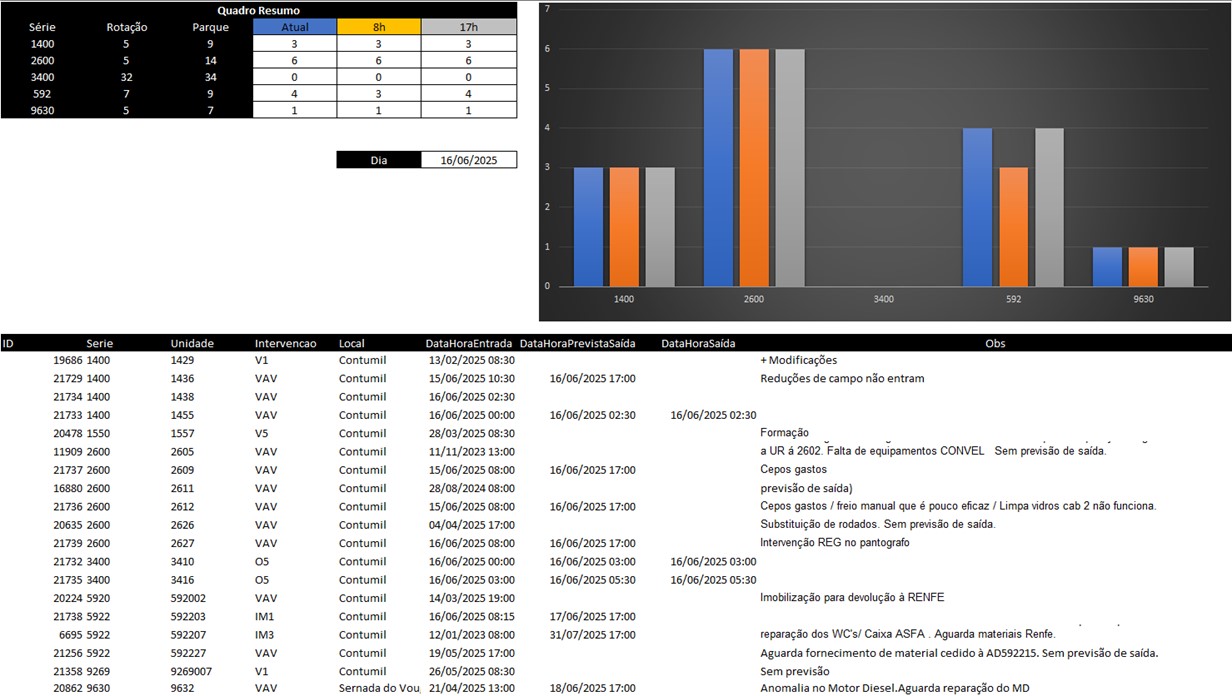 Quadro Resumo
Série Rotação Parque Atual 8h 17h
1400 5 9 3 3 3
2600 5 14 6 6 6
3400 32 34 0 0 0
592 7 9 4 3 4
9630 5 7 1 1 1
Dia 16/06/2025
7
6
5
4
3
2
1
0
1400 2600 3400 592 9630
ID Serie Unidade Intervencao Local DataHoraEntrada DataHoraPrevistaSaída DataHoraSaída Obs
19686 1400 1429 V1 Contumil 13/02/2025 08:30 + Modificações
21729 1400 1436 VAV Contumil 15/06/2025 10:30 16/06/2025 17:00 Reduções de campo não entram
21734 1400 1438 VAV Contumil 16/06/2025 02:30
21733 1400 1455 VAV Contumil 16/06/2025 00:00 16/06/2025 02:30 16/06/2025 02:30
20478 1550 1557 V5 Contumil 28/03/2025 08:30 Formação
11909 2600 2605 VAV Contumil 11/11/2023 13:00 a UR á 2602. Falta de equipamentos CONVEL Sem previsão de saída.
21737 2600 2609 VAV Contumil 15/06/2025 08:00 16/06/2025 17:00 Cepos gastos
16880 2600 2611 VAV Contumil 28/08/2024 08:00 previsão de saída)
21736 2600 2612 VAV Contumil 15/06/2025 08:00 16/06/2025 17:00 Cepos gastos / freio manual que é pouco eficaz / Limpa vidros cab 2 não funciona.
20635 2600 2626 VAV Contumil 04/04/2025 17:00 Substituição de rodados. Sem previsão de saída.
21739 2600 2627 VAV Contumil 16/06/2025 08:00 16/06/2025 17:00 Intervenção REG no pantografo
21732 3400 3410 O5 Contumil 16/06/2025 00:00 16/06/2025 03:00 16/06/2025 03:00
21735 3400 3416 O5 Contumil 16/06/2025 03:00 16/06/2025 05:30 16/06/2025 05:30
20224 5920 592002 VAV Contumil 14/03/2025 19:00 Imobilização para devolução à RENFE
21738 5922 592203 IM1 Contumil 16/06/2025 08:15 17/06/2025 17:00
6695 5922 592207 IM3 Contumil 12/01/2023 08:00 31/07/2025 17:00 reparação dos WC's/ Caixa ASFA . Aguarda materiais Renfe.
21256 5922 592227 VAV Contumil 19/05/2025 17:00 Aguarda fornecimento de material cedido à AD592215. Sem previsão de saída.
21358 9269 9269007 V1 Contumil 26/05/2025 08:30 Sem previsão
20862 9630 9632 VAV Sernada do Vou 21/04/2025 13:00 18/06/2025 17:00 Anomalia no Motor Diesel.Aguarda reparação do MD